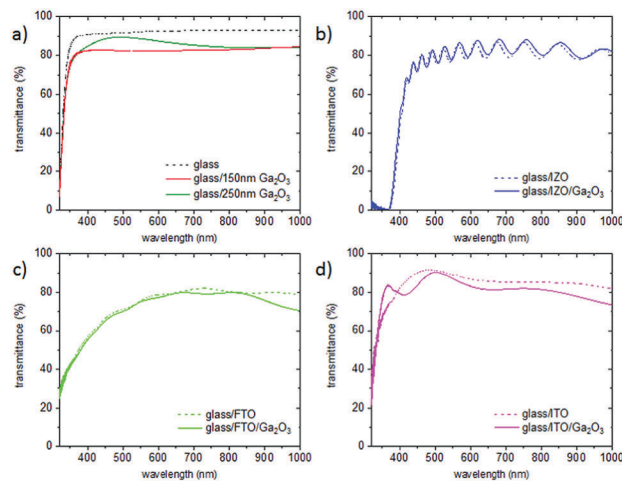 a)
100
80
60
40
20
0
transmittance (%)
glass
glass/150nm Ga₂O₃
glass/250nm Ga₂O₃
400 500 600 700 800 900 1000
wavelength (nm)
b)
100
80
60
40
20
0
transmittance (%)
glass/IZO
glass/IZO/Ga₂O₃
400 500 600 700 800 900 1000
wavelength (nm)
c)
100
80
60
40
20
0
transmittance (%)
glass/FTO
glass/FTO/Ga₂O₃
400 500 600 700 800 900 1000
wavelength (nm)
d)
100
80
60
40
20
0
transmittance (%)
glass/ITO
glass/ITO/Ga₂O₃
400 500 600 700 800 900 1000
wavelength (nm)